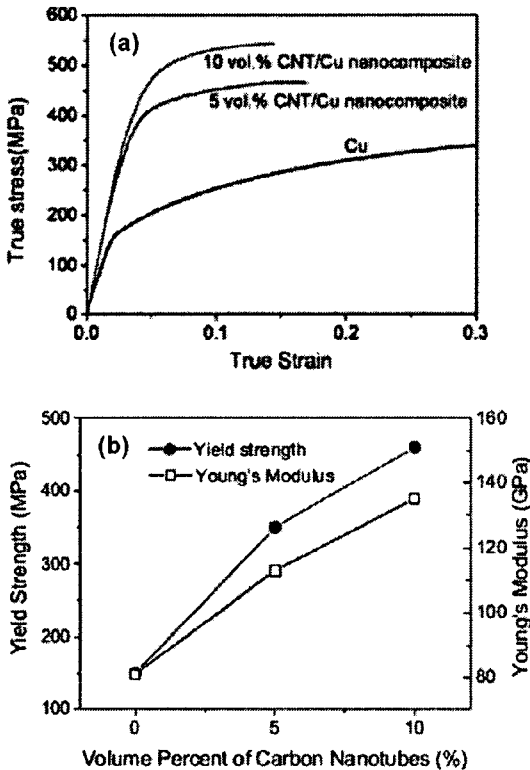 600
(a)
10 vol.% CNT/Cu nanocomposite
500
5 vol.% CNT/Cu nanocomposite
400
Cu
300
200
100
0
True stress(MPa)
0.0 0.1 0.2 0.3
True Strain
500 (b) 160
Yield strength
Young's Modulus
400 140
300 120
200 100
150
100 80
Yield Strength (MPa)
Young's Modulus (GPa)
0 5 10
Volume Percent of Carbon Nanotubes (%)